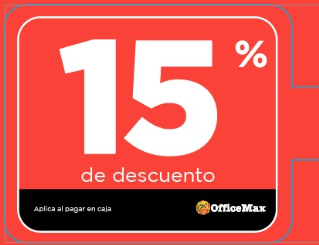 15%
de descuento
Aplica al pagar en caja
OfficeMax